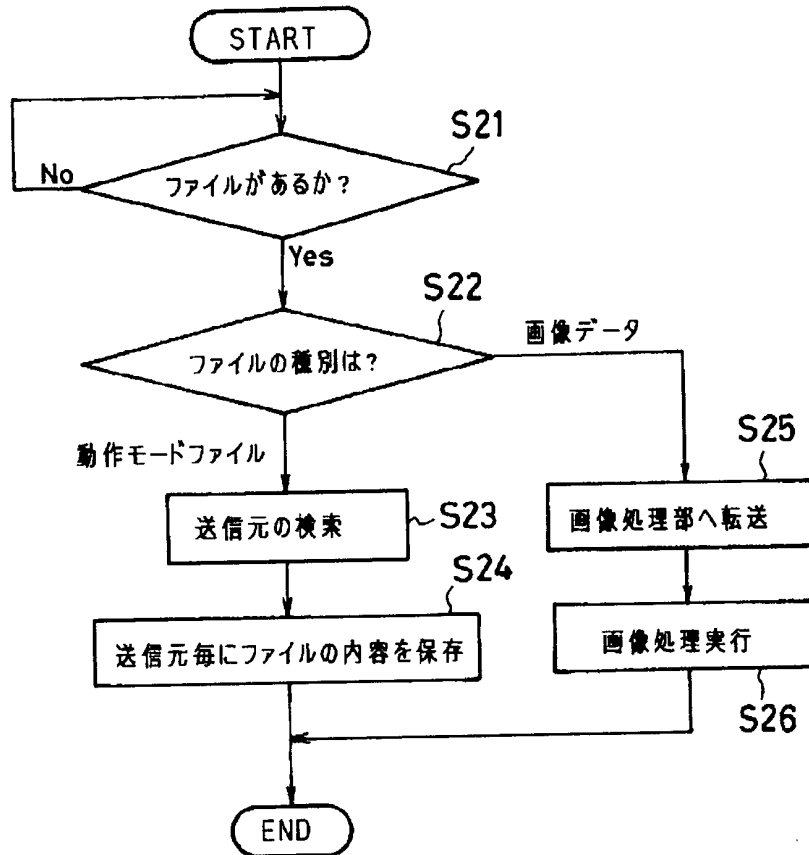 START
S21
No
ファイルがあるか?
Yes
S22
画像データ
ファイルの種別は?
動作モードファイル
S25
送信元の検索
S23
画像処理部へ転送
S24
送信元毎にファイルの内容を保存
画像処理実行
S26
END